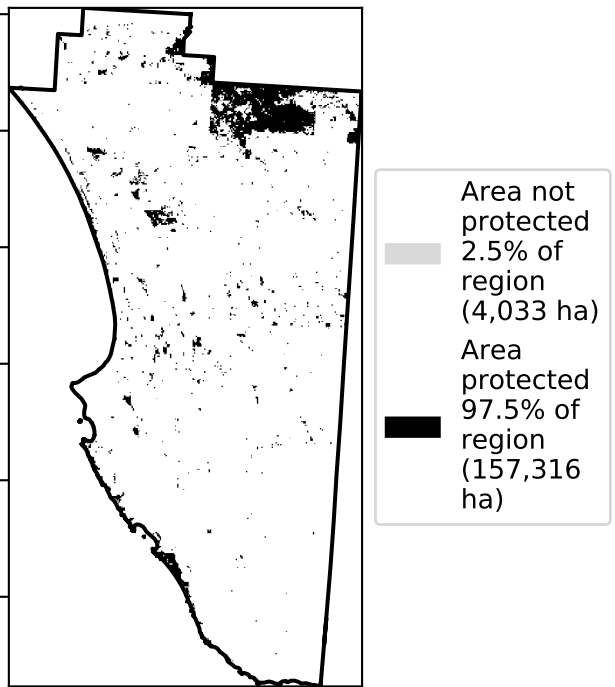 Area not
protected
2.5% of
region
(4,033 ha)
Area
protected
97.5% of
region
(157,316
ha)